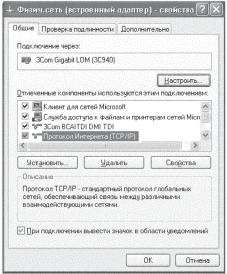 Физич.сеть (встроенный адаптер) - свойства
Общие Проверка подлинности Дополнительно
Подключение через:
3Com Gigabit LOM (3C940)
Настроить...
Отмеченные компоненты используются этим подключением:
Клиент для сетей Microsoft
Служба доступа к файлам и принтерам сетей Micr
3Com BCAITDI DMI TDI
Протокол Интернета (TCP/IP)
Установить... Удалить Свойства
Описание
Протокол TCP/IP - стандартный протокол глобальных
сетей, обеспечивающий связь между различными
взаимодействующими сетями.
При подключении вывести значок в области уведомлений
OK Отмена